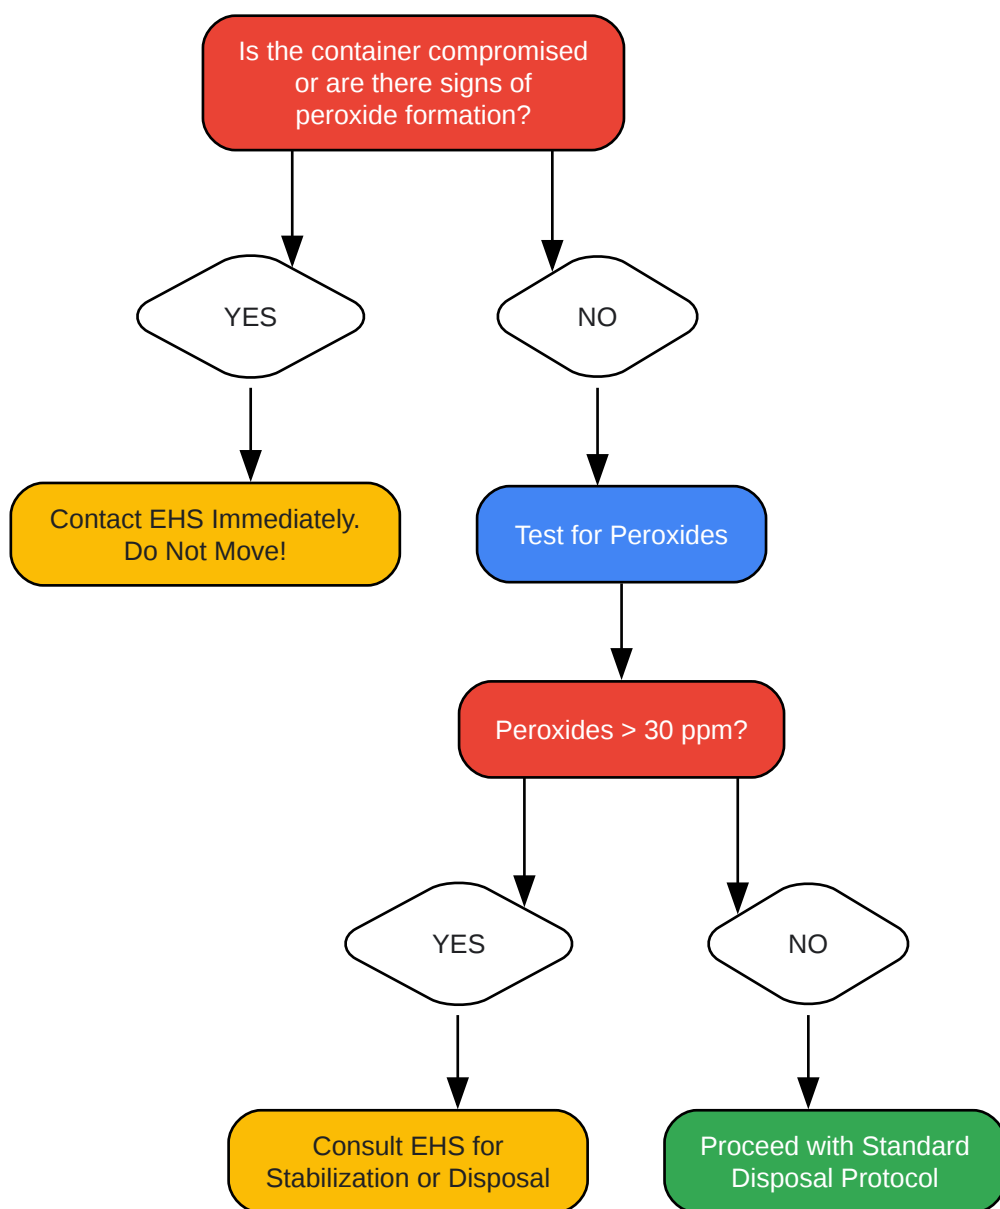 Is the container compromised
or are there signs of
peroxide formation?
YES
NO
Contact EHS Immediately.
Do Not Move!
Test for Peroxides
Peroxides > 30 ppm?
YES
NO
Consult EHS for
Stabilization or Disposal
Proceed with Standard
Disposal Protocol